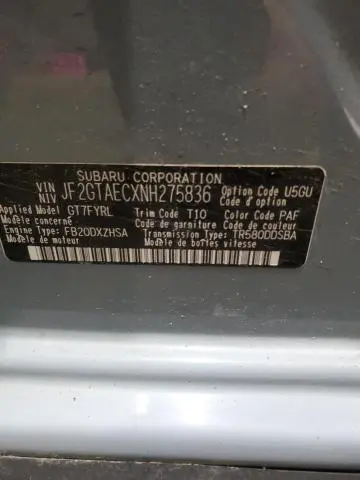 SUBARU CORPORATION
VIN NIV JF2GTAECXNH275836 Option Code U5GU
Code d'option
Applied Model GT7FYRL Trim Code T10 Color Code PAF
Modèle concerné Code de garniture Code de couleur
Engine Type: FB20DXZHSA Transmission Type: TR580DDSBA
Modèle de moteur Modèle de boîtes vitesse